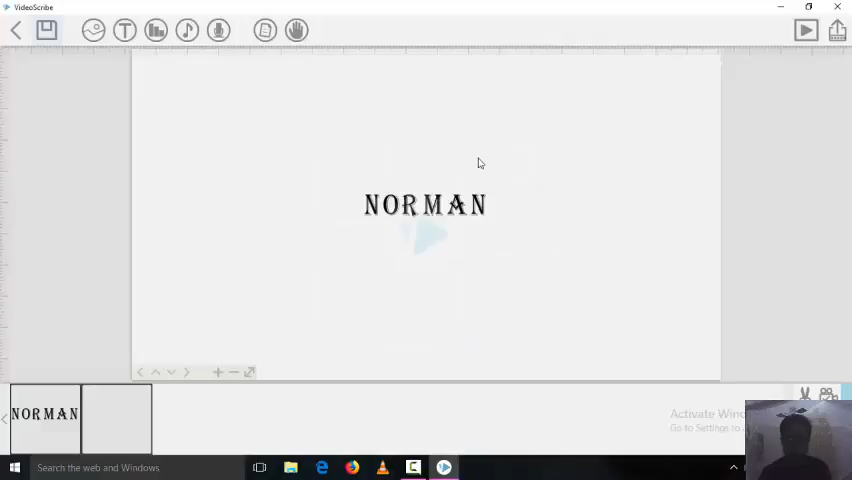 VideoScribe
NORMAN
NORMAN
Activate Wind
Go to Settings to
Search the web and Windows